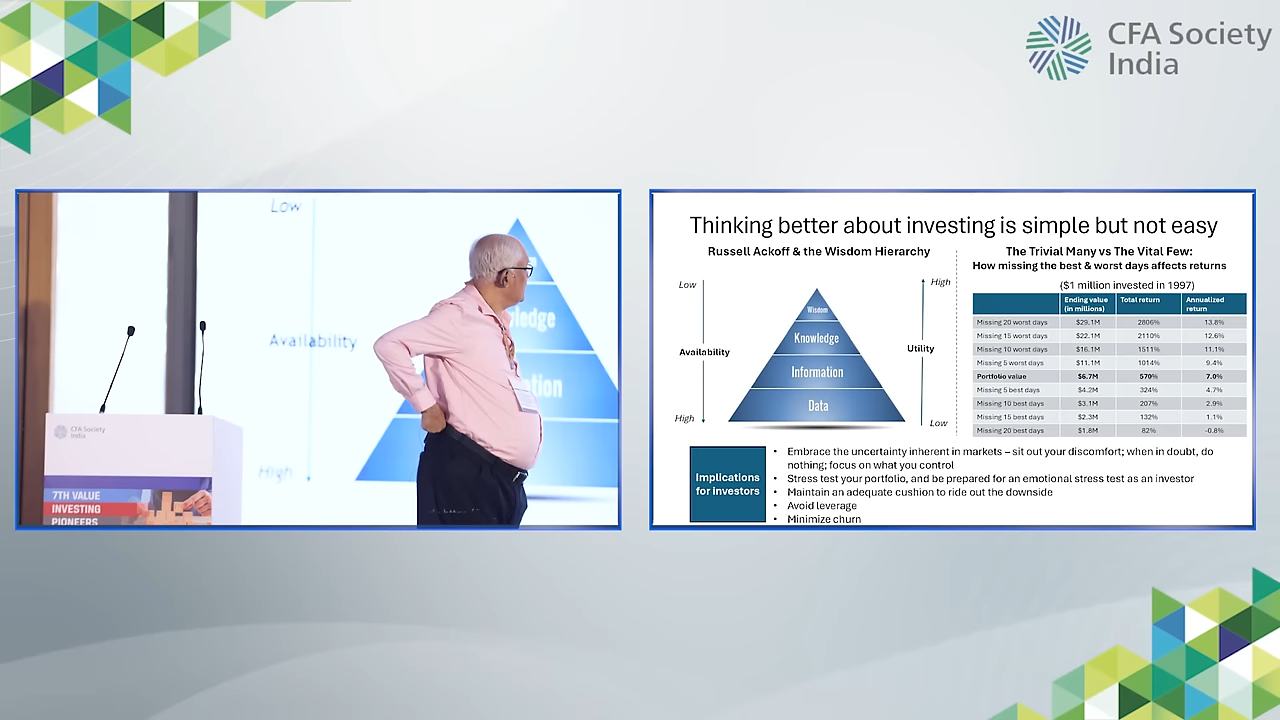 CFA Society
India
Low
Availability
High
ledge
tion
CFA Society
India
7TH VALUE
INVESTING
PIONEERS
Thinking better about investing is simple but not easy
Russell Ackoff & the Wisdom Hierarchy
Low
Availability
High
Wisdom
Knowledge
Information
Data
High
Utility
Low
The Trivial Many vs The Vital Few:
How missing the best & worst days affects returns
($1 million invested in 1997)
Ending value (in millions) Total return Annualized return
Missing 20 worst days $29.1M 2806% 13.8%
Missing 15 worst days $22.1M 2110% 12.6%
Missing 10 worst days $16.1M 1511% 11.1%
Missing 5 worst days $11.1M 1014% 9.4%
Portfolio value $6.7M 570% 7.0%
Missing 5 best days $4.2M 324% 4.7%
Missing 10 best days $3.1M 207% 2.9%
Missing 15 best days $2.3M 132% 1.1%
Missing 20 best days $1.8M 82% -0.8%
Implications
for Investors
• Embrace the uncertainty inherent in markets – sit out your discomfort; when in doubt, do
nothing; focus on what you control
• Stress test your portfolio, and be prepared for an emotional stress test as an investor
• Maintain an adequate cushion to ride out the downside
• Avoid leverage
• Minimize churn